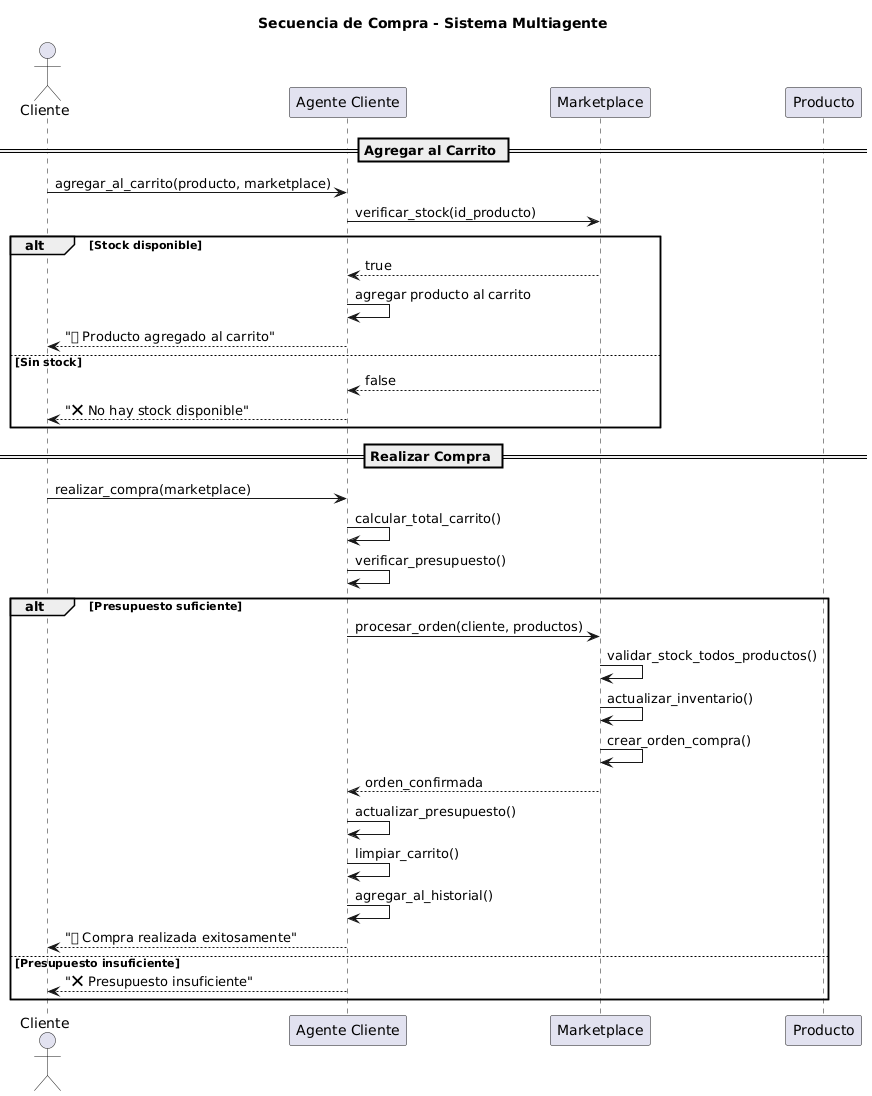 Secuencia de Compra - Sistema Multiagente
Cliente
Agente Cliente
Marketplace
Producto
Agregar al Carrito
agregar_al_carrito(producto, marketplace)
verificar_stock(id_producto)
alt [Stock disponible]
true
agregar producto al carrito
"▯ Producto agregado al carrito"
[Sin stock]
false
"❌ No hay stock disponible"
Realizar Compra
realizar_compra(marketplace)
calcular_total_carrito()
verificar_presupuesto()
alt [Presupuesto suficiente]
procesar_orden(cliente, productos)
validar_stock_todos_productos()
actualizar_inventario()
crear_orden_compra()
orden_confirmada
actualizar_presupuesto()
limpiar_carrito()
agregar_al_historial()
"▯ Compra realizada exitosamente"
[Presupuesto insuficiente]
"❌ Presupuesto insuficiente"
Cliente
Agente Cliente
Marketplace
Producto